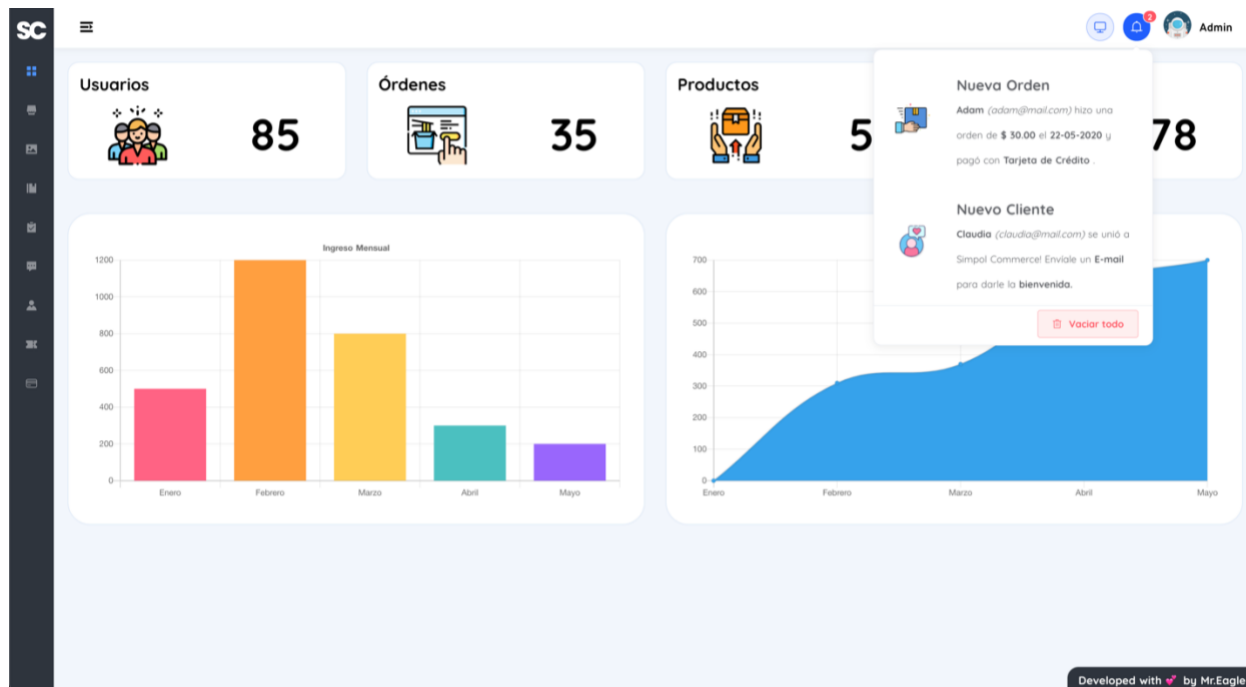 SC
2
Admin
Usuarios
85
Órdenes
35
Productos
5
78
Nueva Orden
Adam (adam@mail.com) hizo una
orden de $ 30.00 el 22-05-2020 y
pagó con Tarjeta de Crédito .
Nuevo Cliente
Claudia (claudia@mail.com) se unió a
Simpol Commerce! Envíale un E-mail
para darle la bienvenida.
Vaciar todo
Ingreso Mensual
1200
1000
800
600
400
200
0
Enero Febrero Marzo Abril Mayo
700
600
500
400
300
200
100
0
Enero Febrero Marzo Abril Mayo
Developed with 💕 by Mr.Eagle